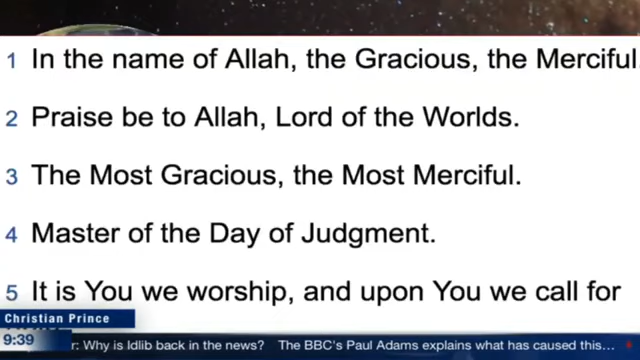 1 In the name of Allah, the Gracious, the Merciful.
2 Praise be to Allah, Lord of the Worlds.
3 The Most Gracious, the Most Merciful.
4 Master of the Day of Judgment.
5 It is You we worship, and upon You we call for
Christian Prince
9:39 r: Why is Idlib back in the news? The BBC's Paul Adams explains what has caused this...